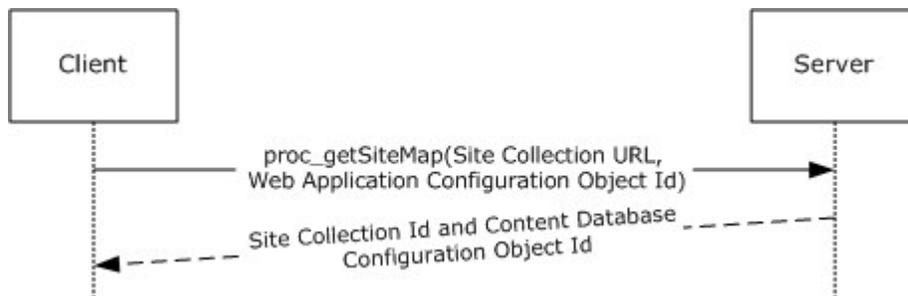 Client
Server
proc_getSiteMap(Site Collection URL,
Web Application Configuration Object Id)
Site Collection Id and Content Database
Configuration Object Id